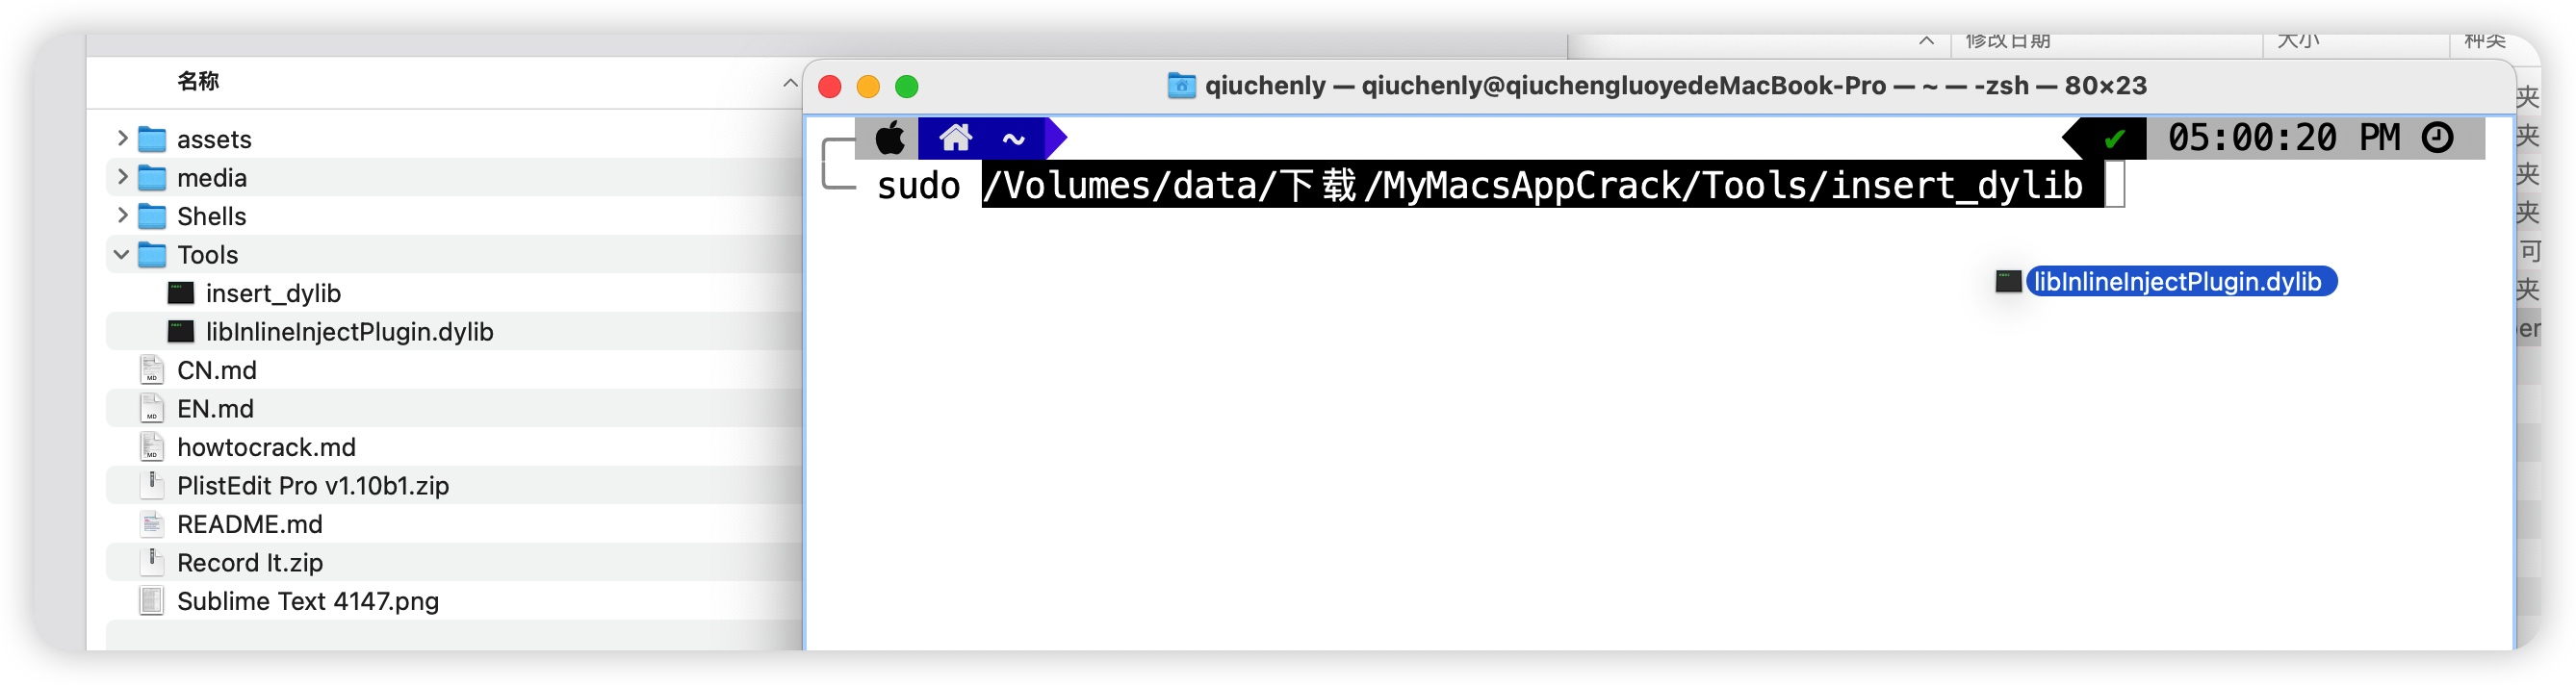 名称
assets
media
Shells
Tools
insert_dylib
libInlineInjectPlugin.dylib
CN.md
EN.md
howtocrack.md
PlistEdit Pro v1.10b1.zip
README.md
Record It.zip
Sublime Text 4147.png
修改日期 大小 种类
qiuchenly — qiuchenly@qiuchengluoyedeMacBook-Pro — ~ — -zsh — 80×23
~ ✔ 05:00:20 PM
sudo /Volumes/data/下载/MyMacsAppCrack/Tools/insert_dylib
libInlineInjectPlugin.dylib
夹
夹
夹
夹
可
夹